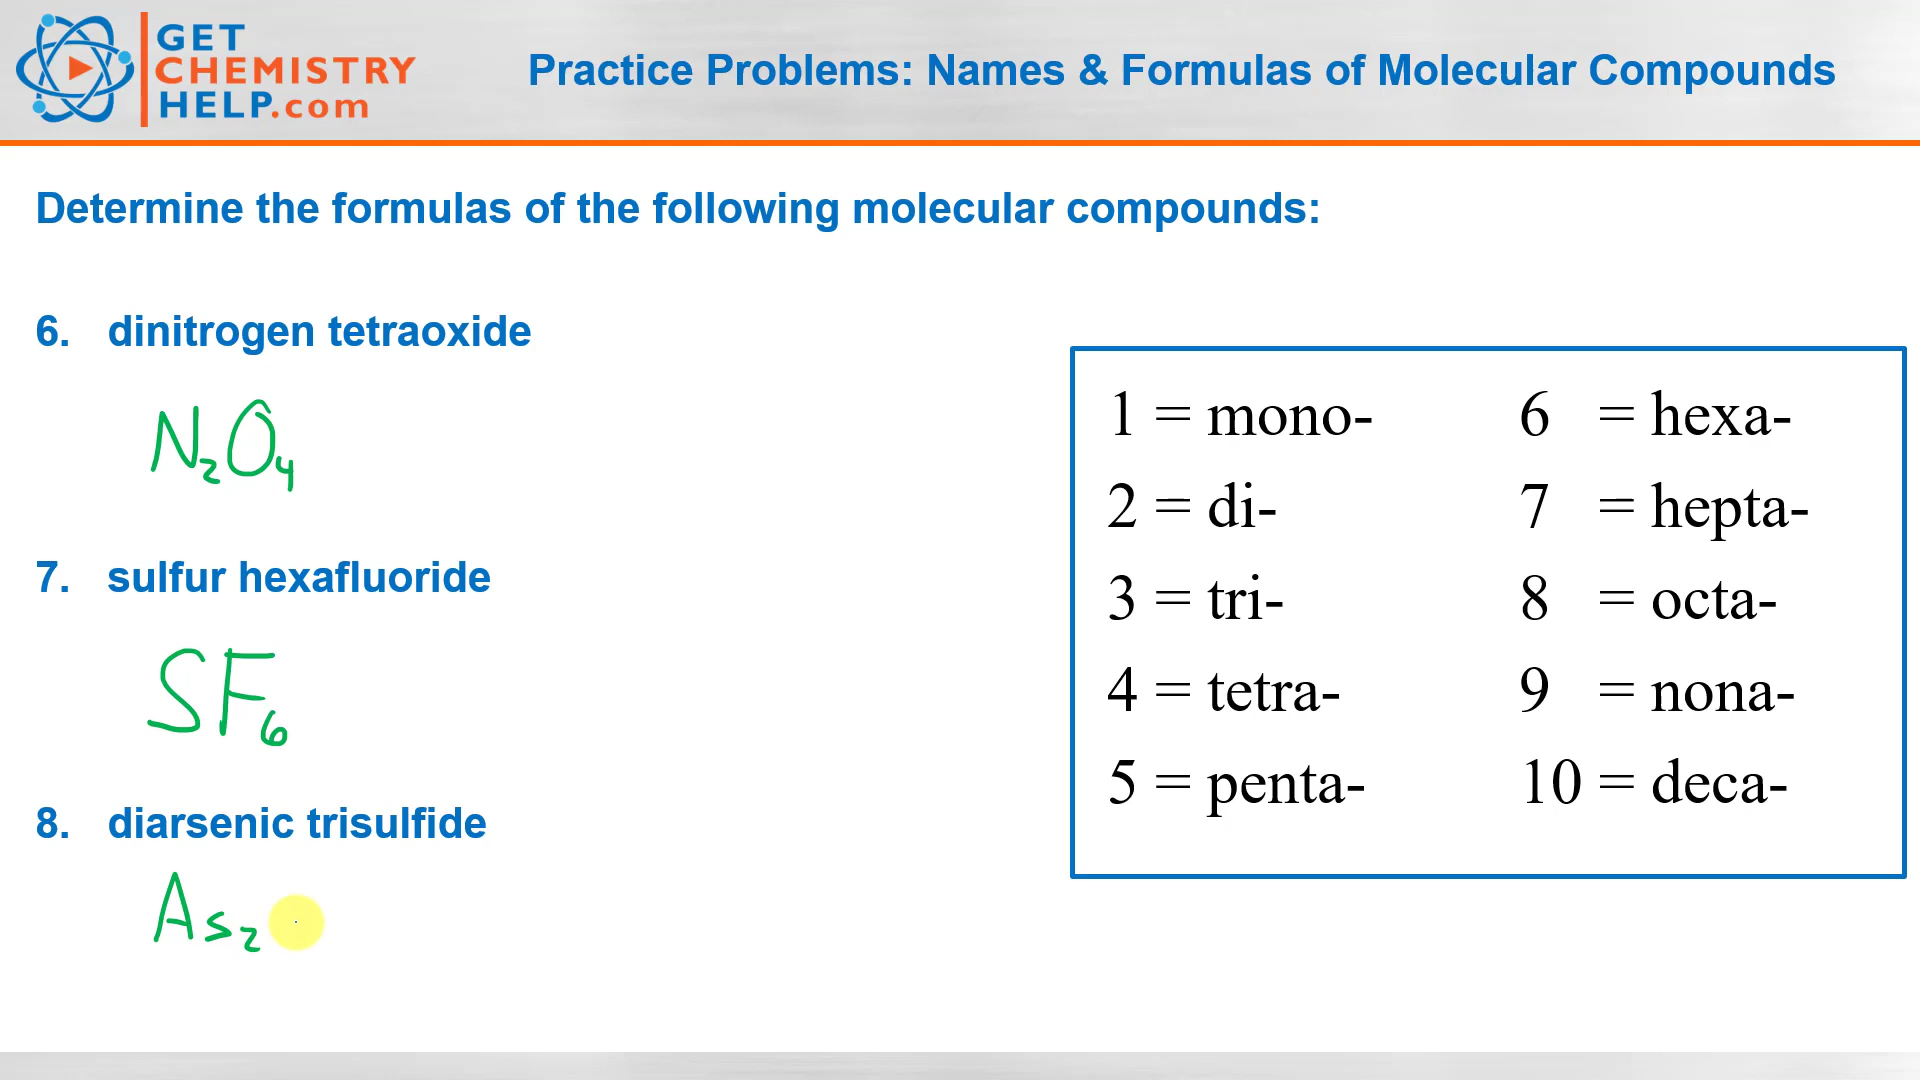 GET
CHEMISTRY
HELP.com
Practice Problems: Names & Formulas of Molecular Compounds
Determine the formulas of the following molecular compounds:
6. dinitrogen tetraoxide
N₂O₄
7. sulfur hexafluoride
SF₆
8. diarsenic trisulfide
As₂
1 = mono-
2 = di-
3 = tri-
4 = tetra-
5 = penta-
6 = hexa-
7 = hepta-
8 = octa-
9 = nona-
10 = deca-